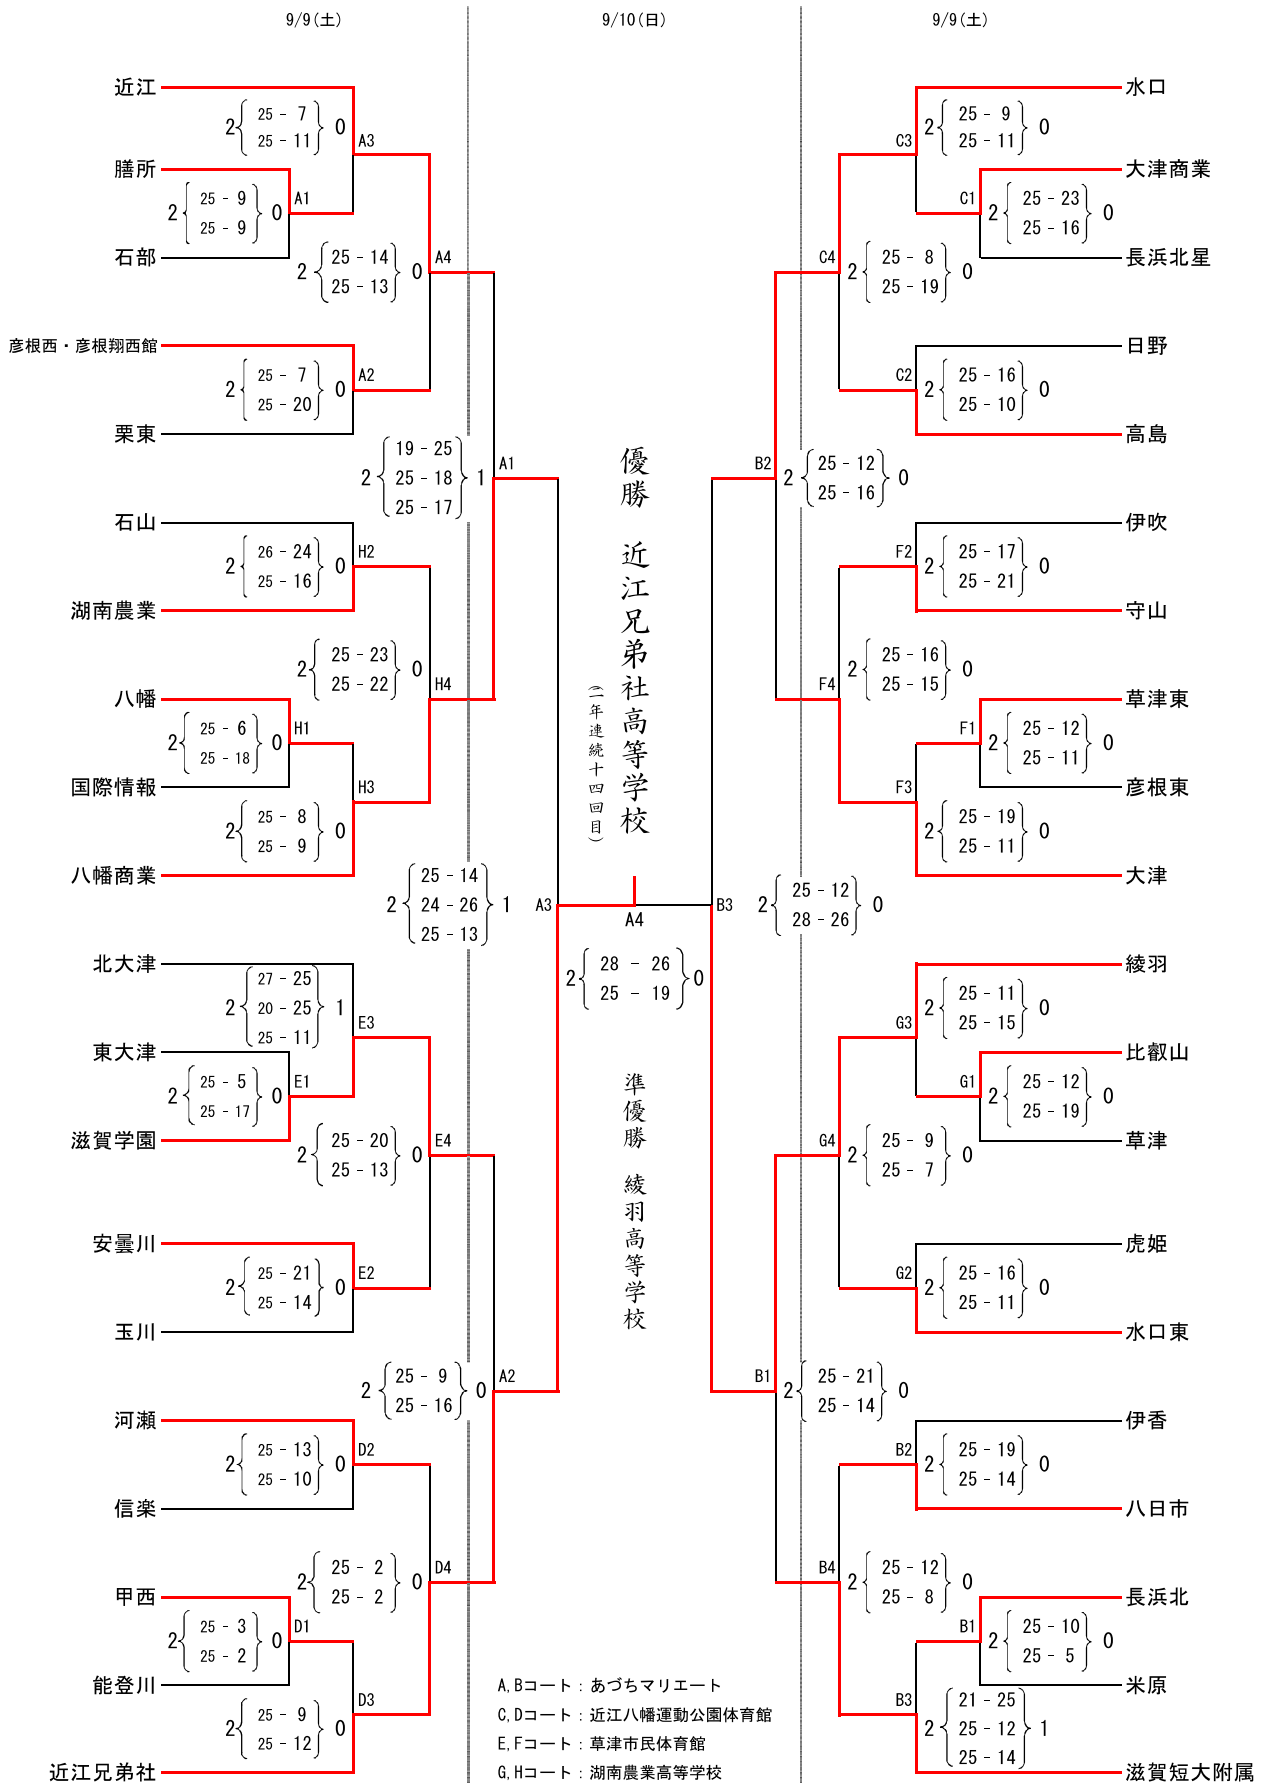 9/9(土)
9/10(日)
9/9(土)
近江
2 25 - 7 0
25 - 11
A3
膳所
2 25 - 9 0
25 - 9
A1
石部
2 25 - 14 0
25 - 13
A4
彦根西・彦根翔西館
2 25 - 7 0
25 - 20
A2
栗東
2 19 - 25 1
25 - 18
25 - 17
A1
石山
2 26 - 24 0
25 - 16
H2
湖南農業
2 25 - 23 0
25 - 22
H4
八幡
2 25 - 6 0
25 - 18
H1
国際情報
H3
2 25 - 8 0
25 - 9
八幡商業
2 25 - 14 1
24 - 26
25 - 13
A3
北大津
2 27 - 25 1
20 - 25
25 - 11
E3
東大津
2 25 - 5 0
25 - 17
E1
滋賀学園
2 25 - 20 0
25 - 13
E4
安曇川
2 25 - 21 0
25 - 14
E2
玉川
2 25 - 9 0
25 - 16
A2
河瀬
2 25 - 13 0
25 - 10
D2
信楽
2 25 - 2 0
25 - 2
D4
甲西
2 25 - 3 0
25 - 2
D1
能登川
D3
2 25 - 9 0
25 - 12
近江兄弟社
優勝 近江兄弟社高等学校
(二年連続十四回目)
A4
2 28 - 26 0
25 - 19
準優勝 綾羽高等学校
A,Bコート：あづちマリエート
C,Dコート：近江八幡運動公園体育館
E,Fコート：草津市民体育館
G,Hコート：湖南農業高等学校
水口
C3
2 25 - 9 0
25 - 11
大津商業
C1
2 25 - 23 0
25 - 16
長浜北星
C4
2 25 - 8 0
25 - 19
日野
C2
2 25 - 16 0
25 - 10
高島
B2
2 25 - 12 0
25 - 16
伊吹
F2
2 25 - 17 0
25 - 21
守山
F4
2 25 - 16 0
25 - 15
草津東
F1
2 25 - 12 0
25 - 11
彦根東
F3
2 25 - 19 0
25 - 11
大津
B3
2 25 - 12 0
28 - 26
綾羽
G3
2 25 - 11 0
25 - 15
比叡山
G1
2 25 - 12 0
25 - 19
草津
G4
2 25 - 9 0
25 - 7
虎姫
G2
2 25 - 16 0
25 - 11
水口東
B1
2 25 - 21 0
25 - 14
伊香
B2
2 25 - 19 0
25 - 14
八日市
B4
2 25 - 12 0
25 - 8
長浜北
B1
2 25 - 10 0
25 - 5
米原
B3
2 21 - 25 1
25 - 12
25 - 14
滋賀短大附属